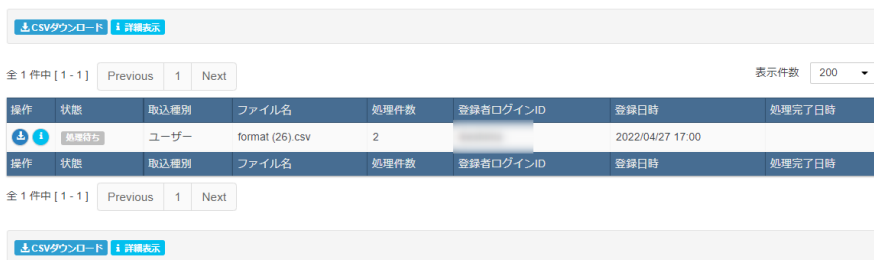 CSVダウンロード i 詳細表示
全 1 件中 [ 1 - 1 ] Previous 1 Next 表示件数 200
操作 状態 取込種別 ファイル名 処理件数 登録者ログインID 登録日時 処理完了日時
i 処理待ち ユーザー format (26).csv 2 2022/04/27 17:00
操作 状態 取込種別 ファイル名 処理件数 登録者ログインID 登録日時 処理完了日時
全 1 件中 [ 1 - 1 ] Previous 1 Next
CSVダウンロード i 詳細表示